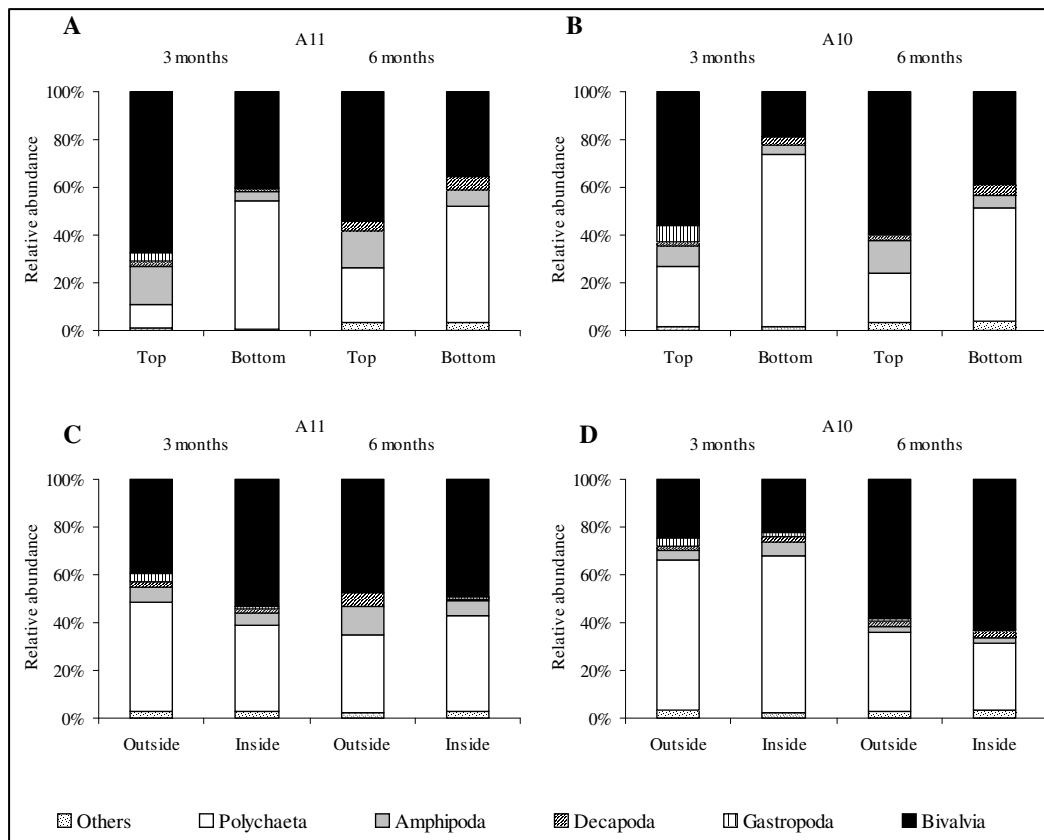 A
A11
3 months 6 months
B
A10
3 months 6 months
Relative abundance
100%
80%
60%
40%
20%
0%
Top Bottom Top Bottom
Relative abundance
100%
80%
60%
40%
20%
0%
Top Bottom Top Bottom
C
A11
3 months 6 months
D
A10
3 months 6 months
Relative abundance
100%
80%
60%
40%
20%
0%
Outside Inside Outside Inside
Relative abundance
100%
80%
60%
40%
20%
0%
Outside Inside Outside Inside
Others Polychaeta Amphipoda Decapoda Gastropoda Bivalvia